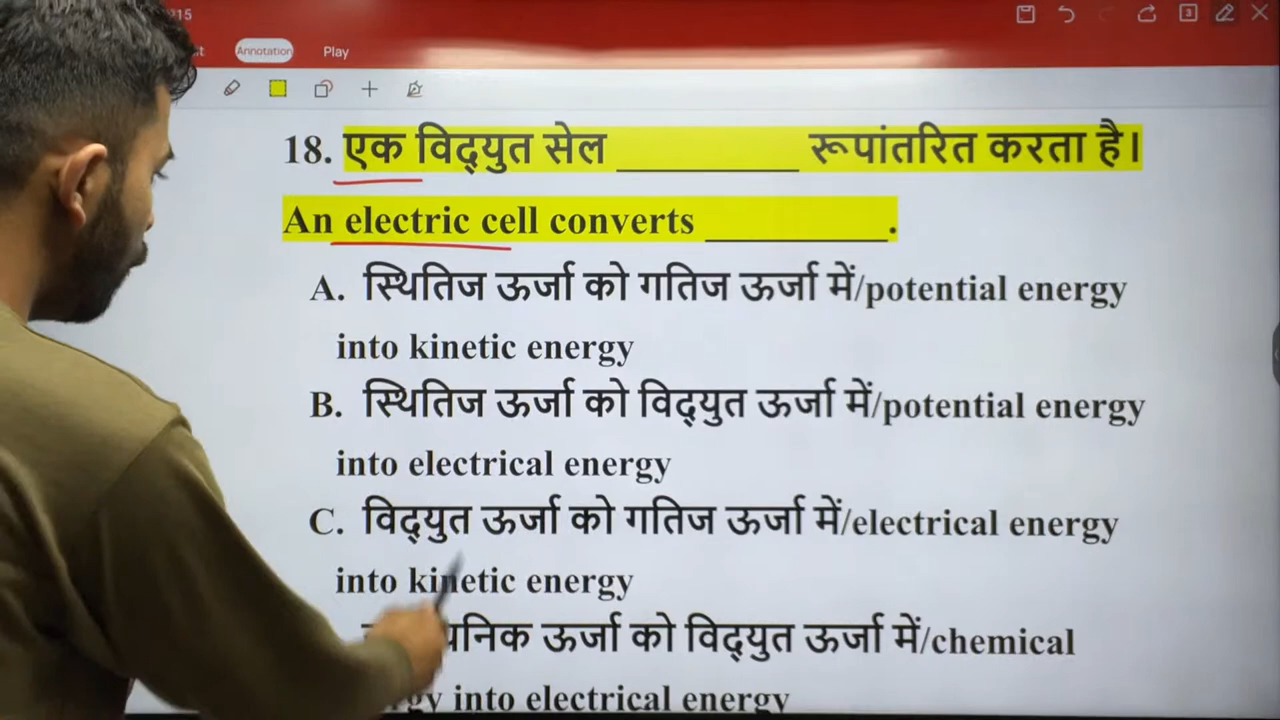 15
Annotation Play
3
18. एक विद्युत सेल __________ रूपांतरित करता है।
An electric cell converts __________.
A. स्थितिज ऊर्जा को गतिज ऊर्जा में/potential energy
into kinetic energy
B. स्थितिज ऊर्जा को विद्युत ऊर्जा में/potential energy
into electrical energy
C. विद्युत ऊर्जा को गतिज ऊर्जा में/electrical energy
into kinetic energy
ऊर्जा को विद्युत ऊर्जा में/chemical
into electrical energy